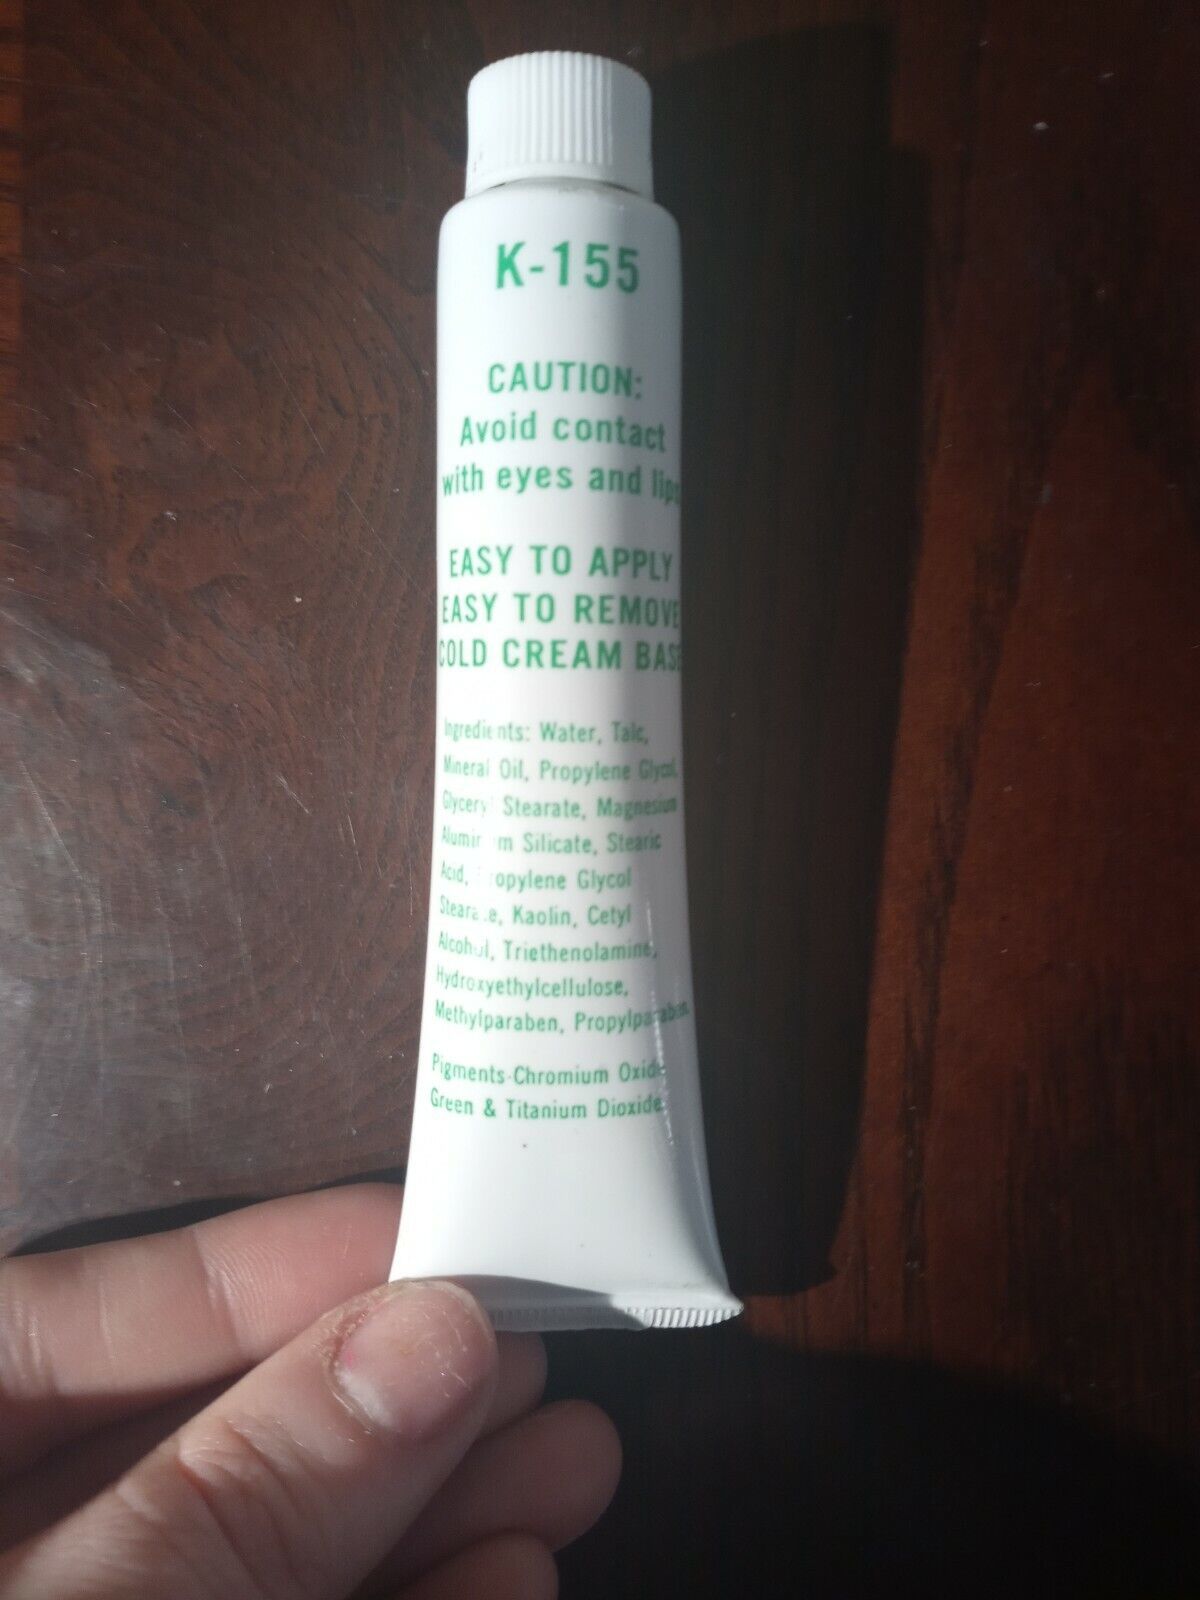 K-155
CAUTION:
Avoid contact
with eyes and lips
EASY TO APPLY
EASY TO REMOVE
COLD CREAM BASE
Ingredients: Water, Talc,
Mineral Oil, Propylene Glycol,
Glyceryl Stearate, Magnesium
Aluminum Silicate, Stearic
Acid, Propylene Glycol
Stearate, Kaolin, Cetyl
Alcohol, Triethenolamine,
Hydroxyethylcellulose,
Methylparaben, Propylparaben.
Pigments-Chromium Oxide
Green & Titanium Dioxide.